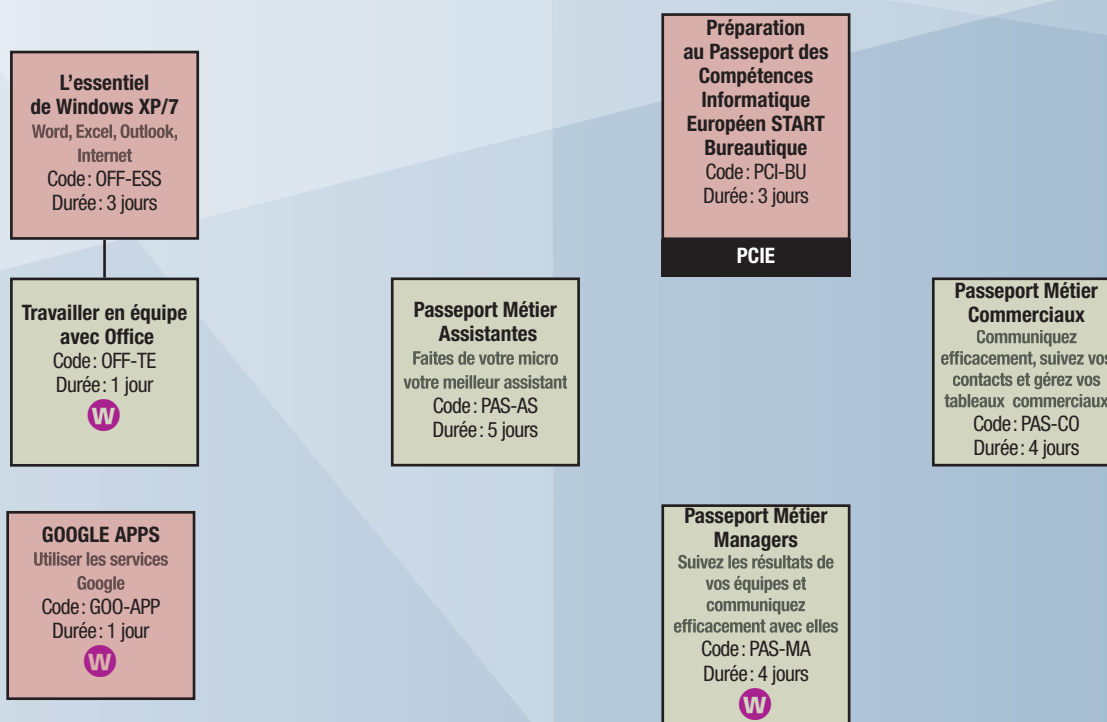 L’essentiel
de Windows XP/7
Word, Excel, Outlook,
Internet
Code : OFF-ESS
Durée : 3 jours
Préparation
au Passeport des
Compétences
Informatique
Européen START
Bureautique
Code : PCI-BU
Durée : 3 jours
PCIE
Travailler en équipe
avec Office
Code : OFF-TE
Durée : 1 jour
W
Passeport Métier
Assistantes
Faites de votre micro
votre meilleur assistant
Code : PAS-AS
Durée : 5 jours
Passeport Métier
Commerciaux
Communiquez
efficacement, suivez vos
contacts et gérez vos
tableaux commerciaux
Code : PAS-CO
Durée : 4 jours
GOOGLE APPS
Utiliser les services
Google
Code : GOO-APP
Durée : 1 jour
W
Passeport Métier
Managers
Suivez les résultats de
vos équipes et
communiquez
efficacement avec elles
Code : PAS-MA
Durée : 4 jours
W